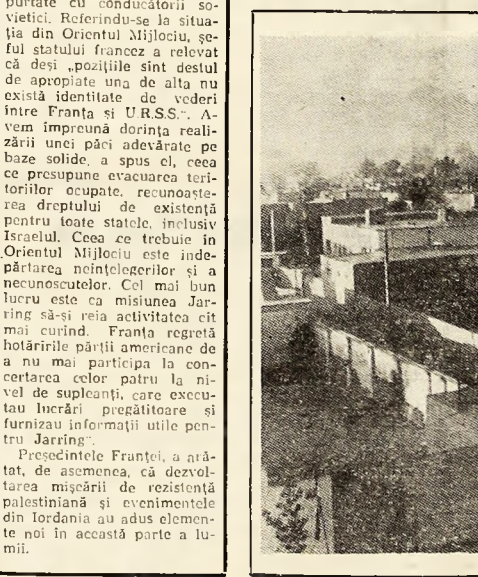 purtate cu conducătorii so-
vietici. Referindu-se la situa-
ția din Orientul Mijlociu, șe-
ful statului francez a relevat
că deși „pozițiile sint destul
de apropiate una de alta nu
există identitate de vederi
între Franța și U.R.S.S.". A-
vem împreună dorința reali-
zării unei păci adevărate pe
baze solide, a spus el, ceea
ce presupune evacuarea teri-
toriilor ocupate, recunoaște-
rea dreptului de existență
pentru toate statele, inclusiv
Israelul. Ceea ce trebuie in
Orientul Mijlociu este inde-
părtarea neințelegerilor și a
necunoscutelor. Cel mai bun
lucru este ca misiunea Jar-
ring să-și reia activitatea cit
mai curind. Franța regretă
hotăririle părții americane de
a nu mai participa la con-
certarea celor patru la ni-
vel de supleanți, care execu-
tau lucrări pregătitoare și
furnizau informații utile pen-
tru Jarring".
Președintele Franței, a ară-
tat, de asemenea, că dezvol-
tarea mișcării de rezistență
palestiniană și evenimentele
din Iordania au adus elemen-
te noi in această parte a lu-
mii.